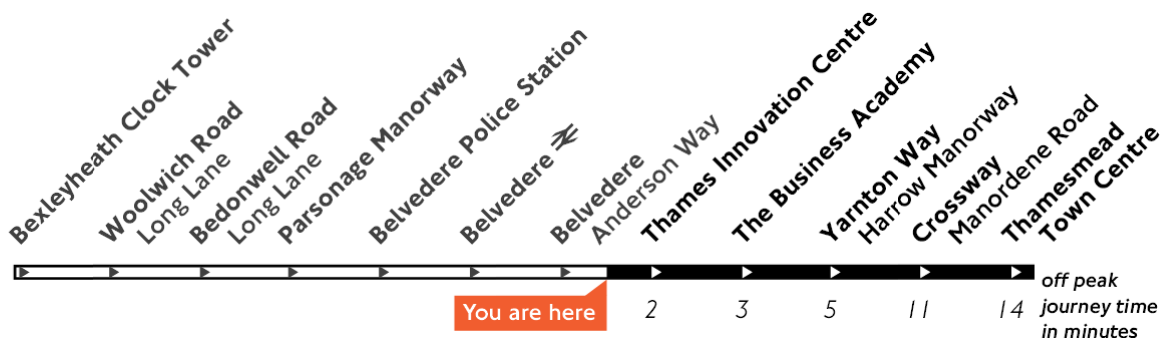 Bexleyheath Clock Tower
Woolwich Road
Long Lane
Bedonwell Road
Long Lane
Parsonage Manorway
Belvedere Police Station
Belvedere
Belvedere
Anderson Way
Thames Innovation Centre
The Business Academy
Yarnton Way
Harrow Manorway
Crossway
Manordene Road
Thamesmead
Town Centre
You are here
2 3 5 11 14
off peak
journey time
in minutes